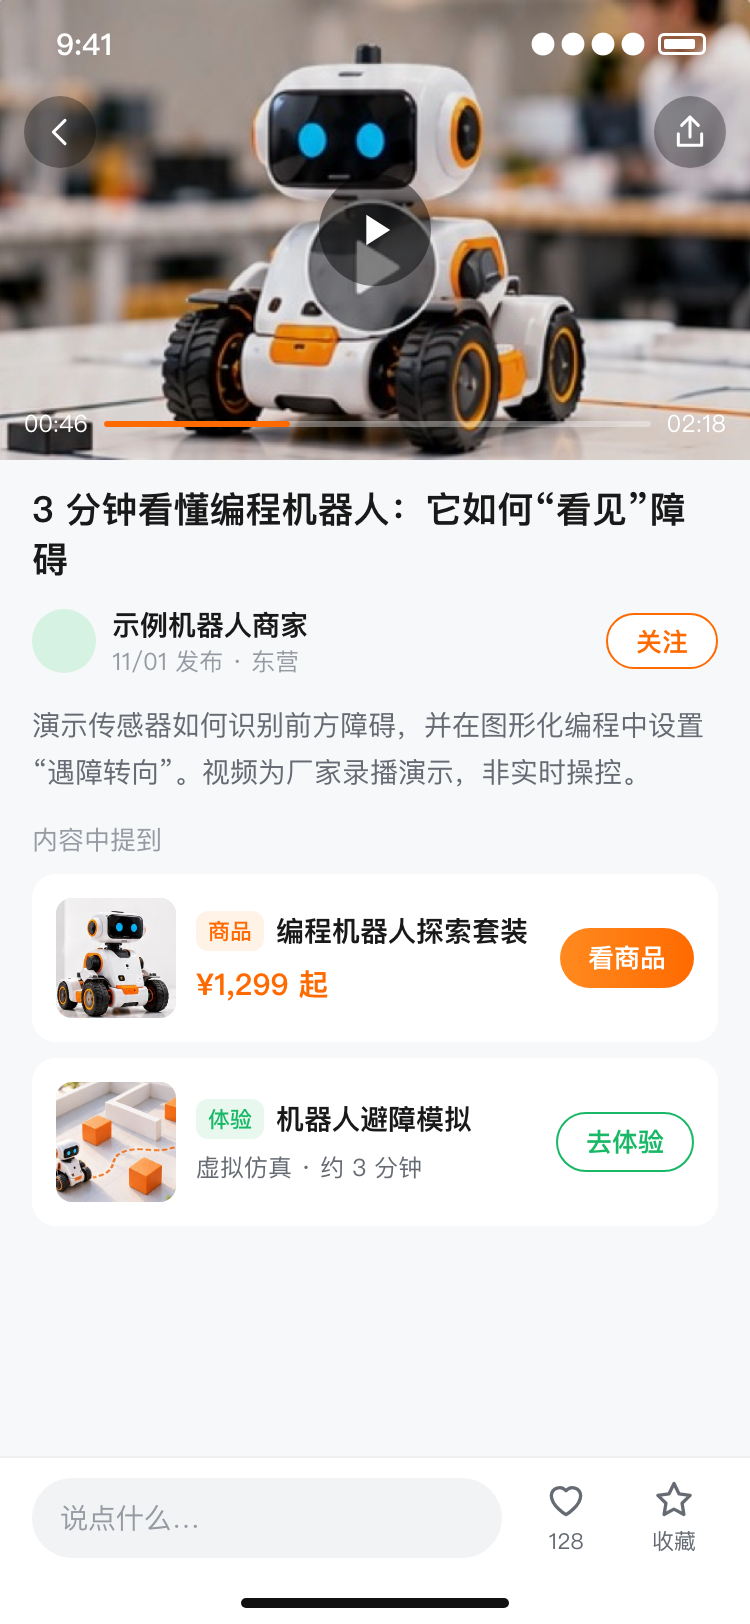 9:41
00:46
02:18
3 分钟看懂编程机器人：它如何“看见”障
碍
示例机器人商家
11/01 发布 · 东营
关注
演示传感器如何识别前方障碍，并在图形化编程中设置
“遇障转向”。视频为厂家录播演示，非实时操控。
内容中提到
商品 编程机器人探索套装
¥1,299 起
看商品
体验 机器人避障模拟
虚拟仿真 · 约 3 分钟
去体验
说点什么…
128
收藏